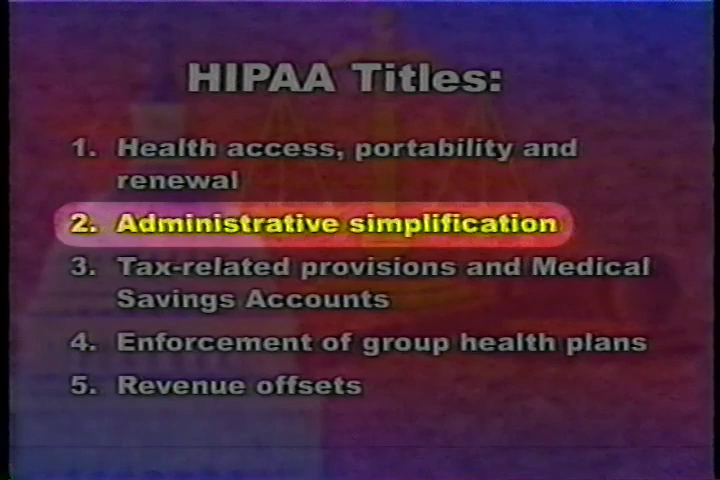 HIPAA Titles:
1. Health access, portability and
renewal
2. Administrative simplification
3. Tax-related provisions and Medical
Savings Accounts
4. Enforcement of group health plans
5. Revenue offsets